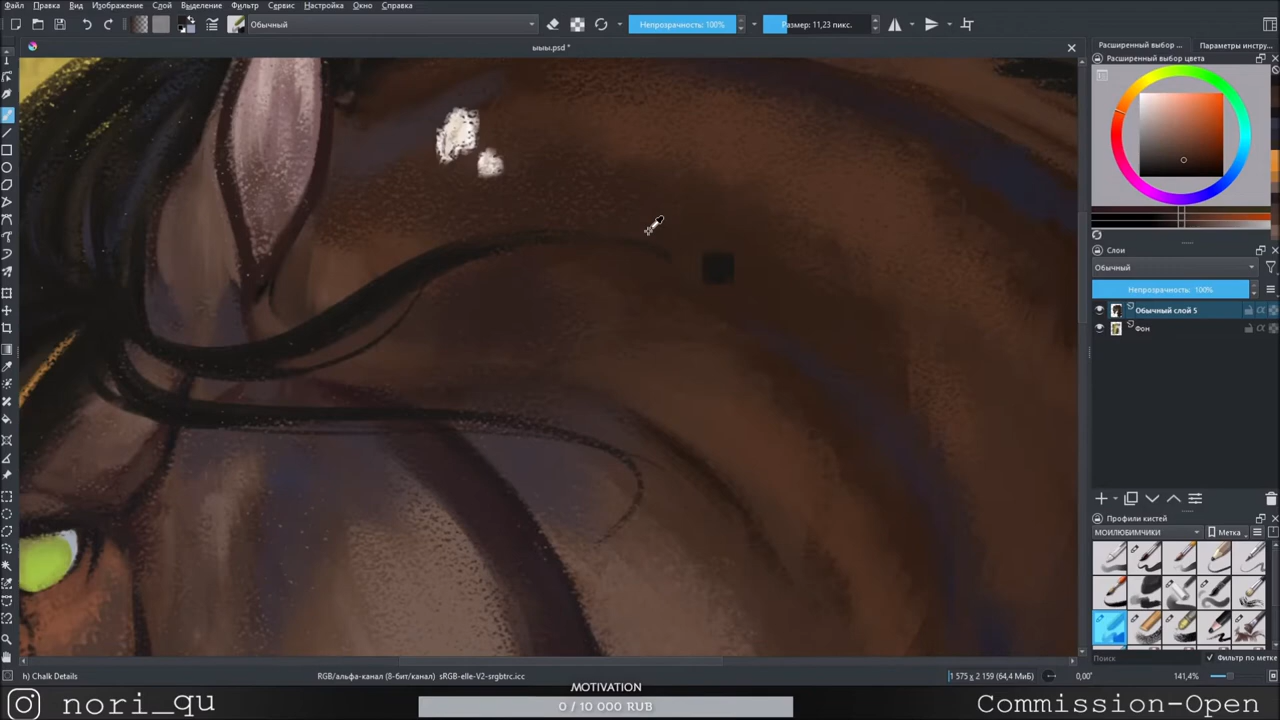 Файл Правка Вид Изображение Слой Выделение Фильтр Сервис Настройка Окно Справка
Обычный
Непрозрачность: 100%
Размер: 11,23 пикс.
ыыы.psd *
Расширенный выбор ...
Параметры инстру...
Расширенный выбор цвета
Слои
Обычный
Непрозрачность: 100%
Обычный слой 5
Фон
Профили кистей
МОИЛЮБИМЧИКИ
Метка
Поиск
Фильтр по метке
h) Chalk Details
RGB/альфа-канал (8-бит/канал) sRGB-elle-V2-srgbtrc.icc
1 575 x 2 159 (64,4 МиБ)
0,00°
141,4%
nori_qu
MOTIVATION
0 / 10 000 RUB
Commission-Open